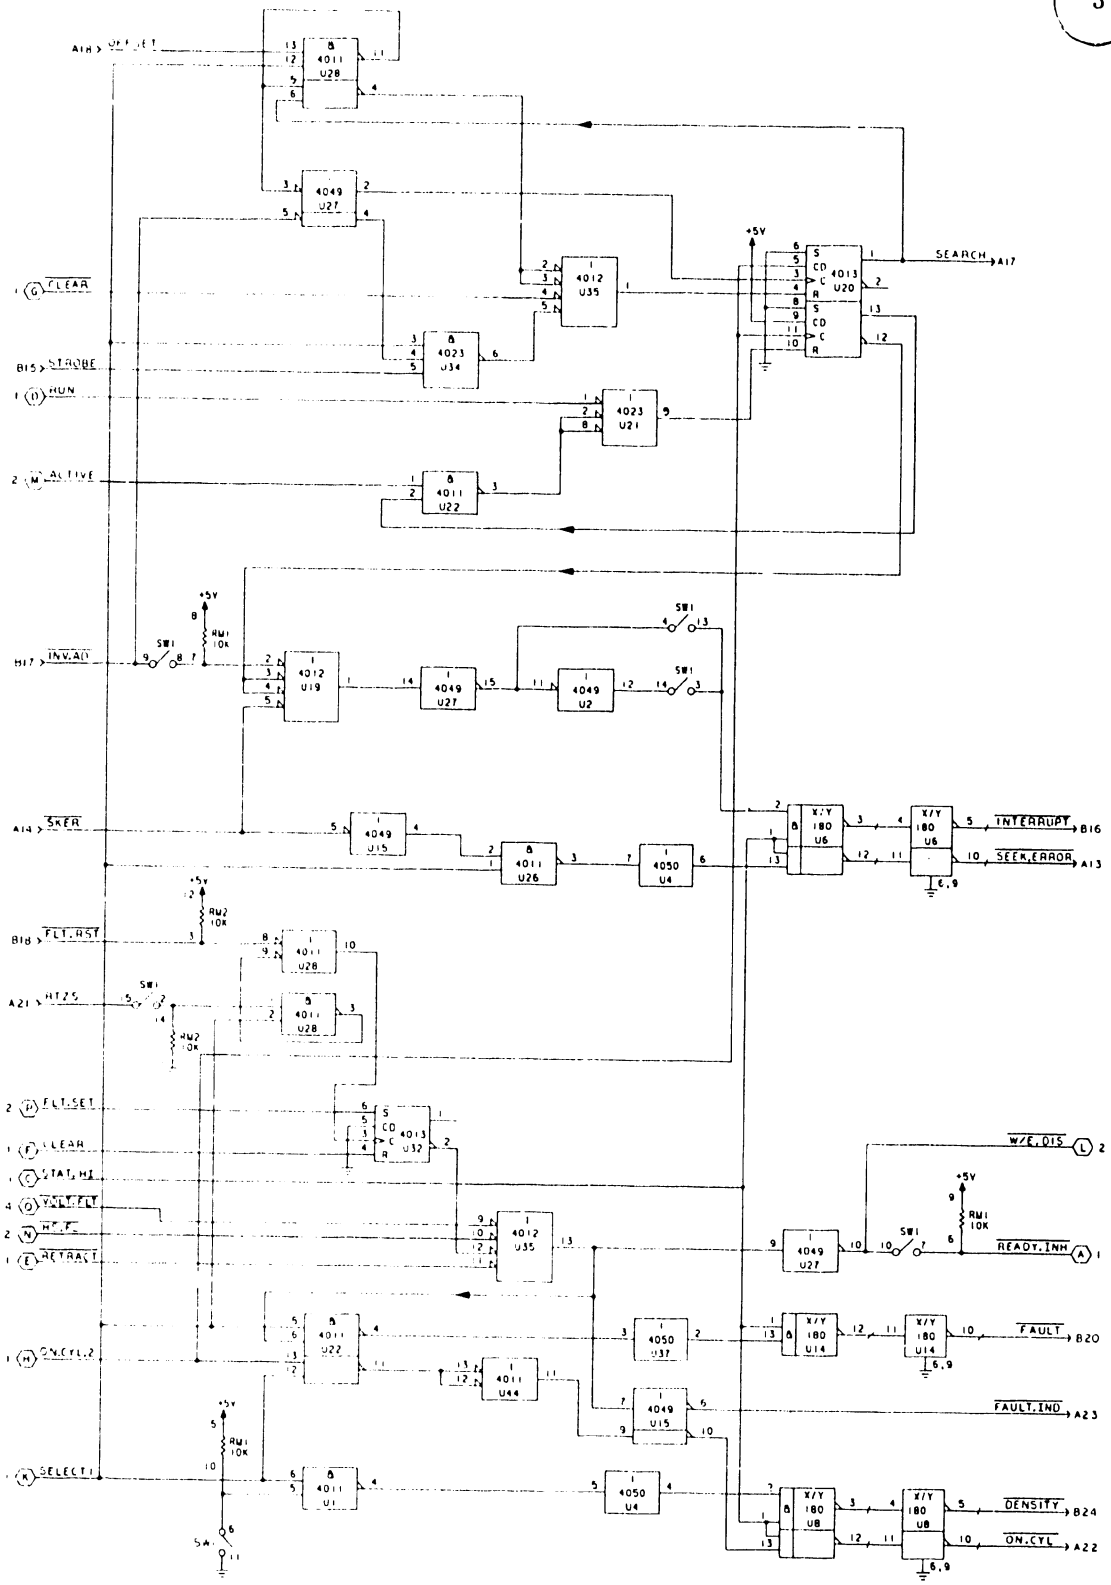 3
A18 OFFSET
13
12
5
6
&
4011
U28
11
4
3
5
1
4049
U27
2
4
1 G CLEAR
2
3
4
5
1
4012
U35
1
+5V
6
5
3
4
8
9
11
10
S
CD
C
R
S
CD
C
R
4013
U20
1
2
13
12
SEARCH A17
3
4
5
&
4023
U34
6
B15 STROBE
1 D RUN
1
2
8
1
4023
U21
9
2 M ACTIVE
1
2
&
4011
U22
3
+5V
8
RM1
10K
7
B17 INV.AD
9
SW1
8
2
3
4
5
1
4012
U19
1
14
1
4049
U27
15
11
1
4049
U2
12
4
SW1
13
14
SW1
3
A14 SKER
5
1
4049
U15
4
2
1
&
4011
U26
3
7
1
4050
U4
6
2
1
13
&
X/Y
180
U6
3
12
4
11
X/Y
180
U6
5
10
6,9
INTERRUPT B16
SEEK.ERROR A13
+5V
12
RM2
10K
3
B18 FLT.RST
8
9
1
4011
U28
10
A21 RTZS
15
SW1
2
14
RM2
10K
1
2
&
4011
U28
3
2 P FLT.SET
6
5
3
4
S
CD
C
R
4013
U32
1
2
1 F CLEAR
1 C STAT.HI
4 Q VOLT.FLT
2 N
1 E RETRACT
9
10
12
11
1
4012
U35
13
9
1
4049
U27
10
10
SW1
7
+5V
9
RM1
10K
6
W/E.DIS L 2
READY.INH A 1
5
6
13
12
&
4011
U22
4
11
1 H ON.CYL.2
13
12
1
4011
U44
11
3
1
4050
U37
2
1
13
&
X/Y
180
U14
12
11
X/Y
180
U14
10
6,9
FAULT B20
7
9
1
4049
U15
6
10
FAULT.IND A23
+5V
5
RM1
10K
10
1 K SELECT1
6
5
&
4011
U1
4
5
1
4050
U4
4
2
1
13
&
X/Y
180
U8
3
12
4
11
X/Y
180
U8
5
10
6,9
DENSITY B24
ON.CYL A22
6
SW1
11